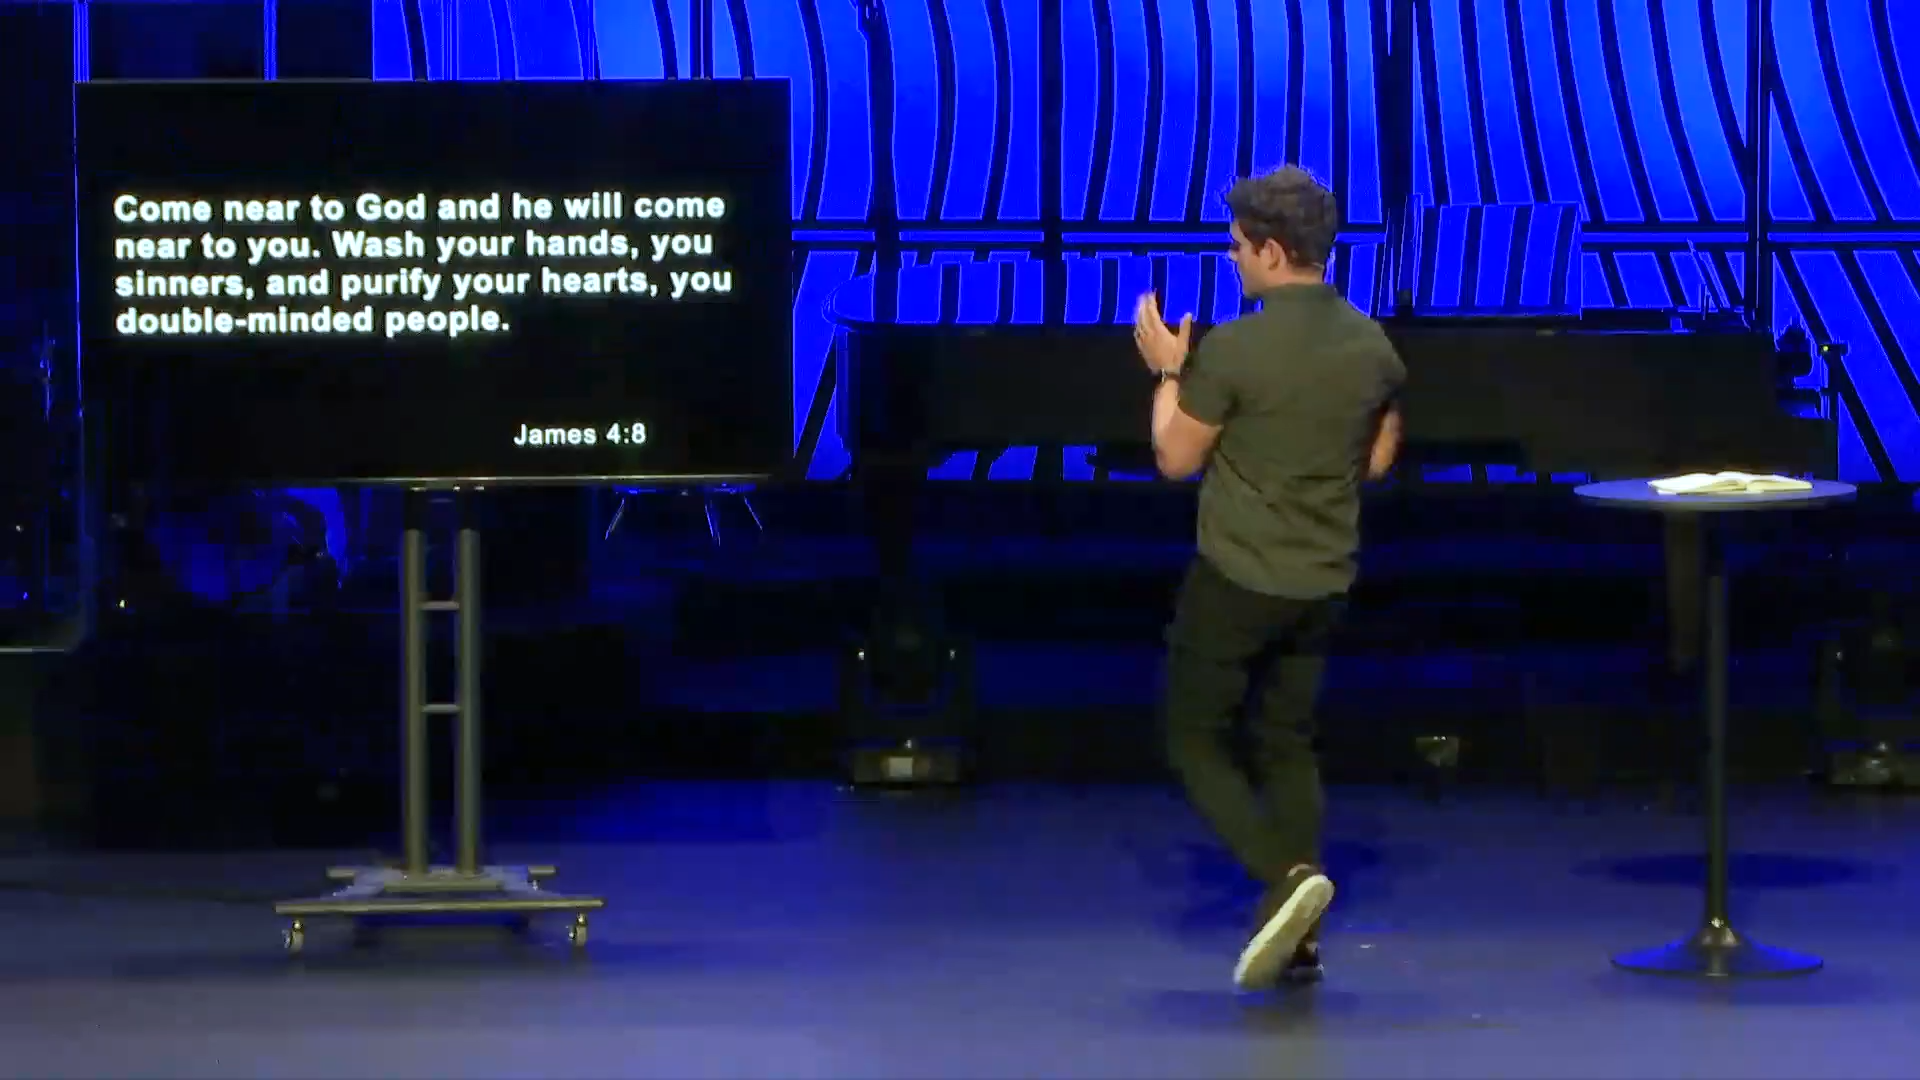 Come near to God and he will come
near to you. Wash your hands, you
sinners, and purify your hearts, you
double-minded people.
James 4:8